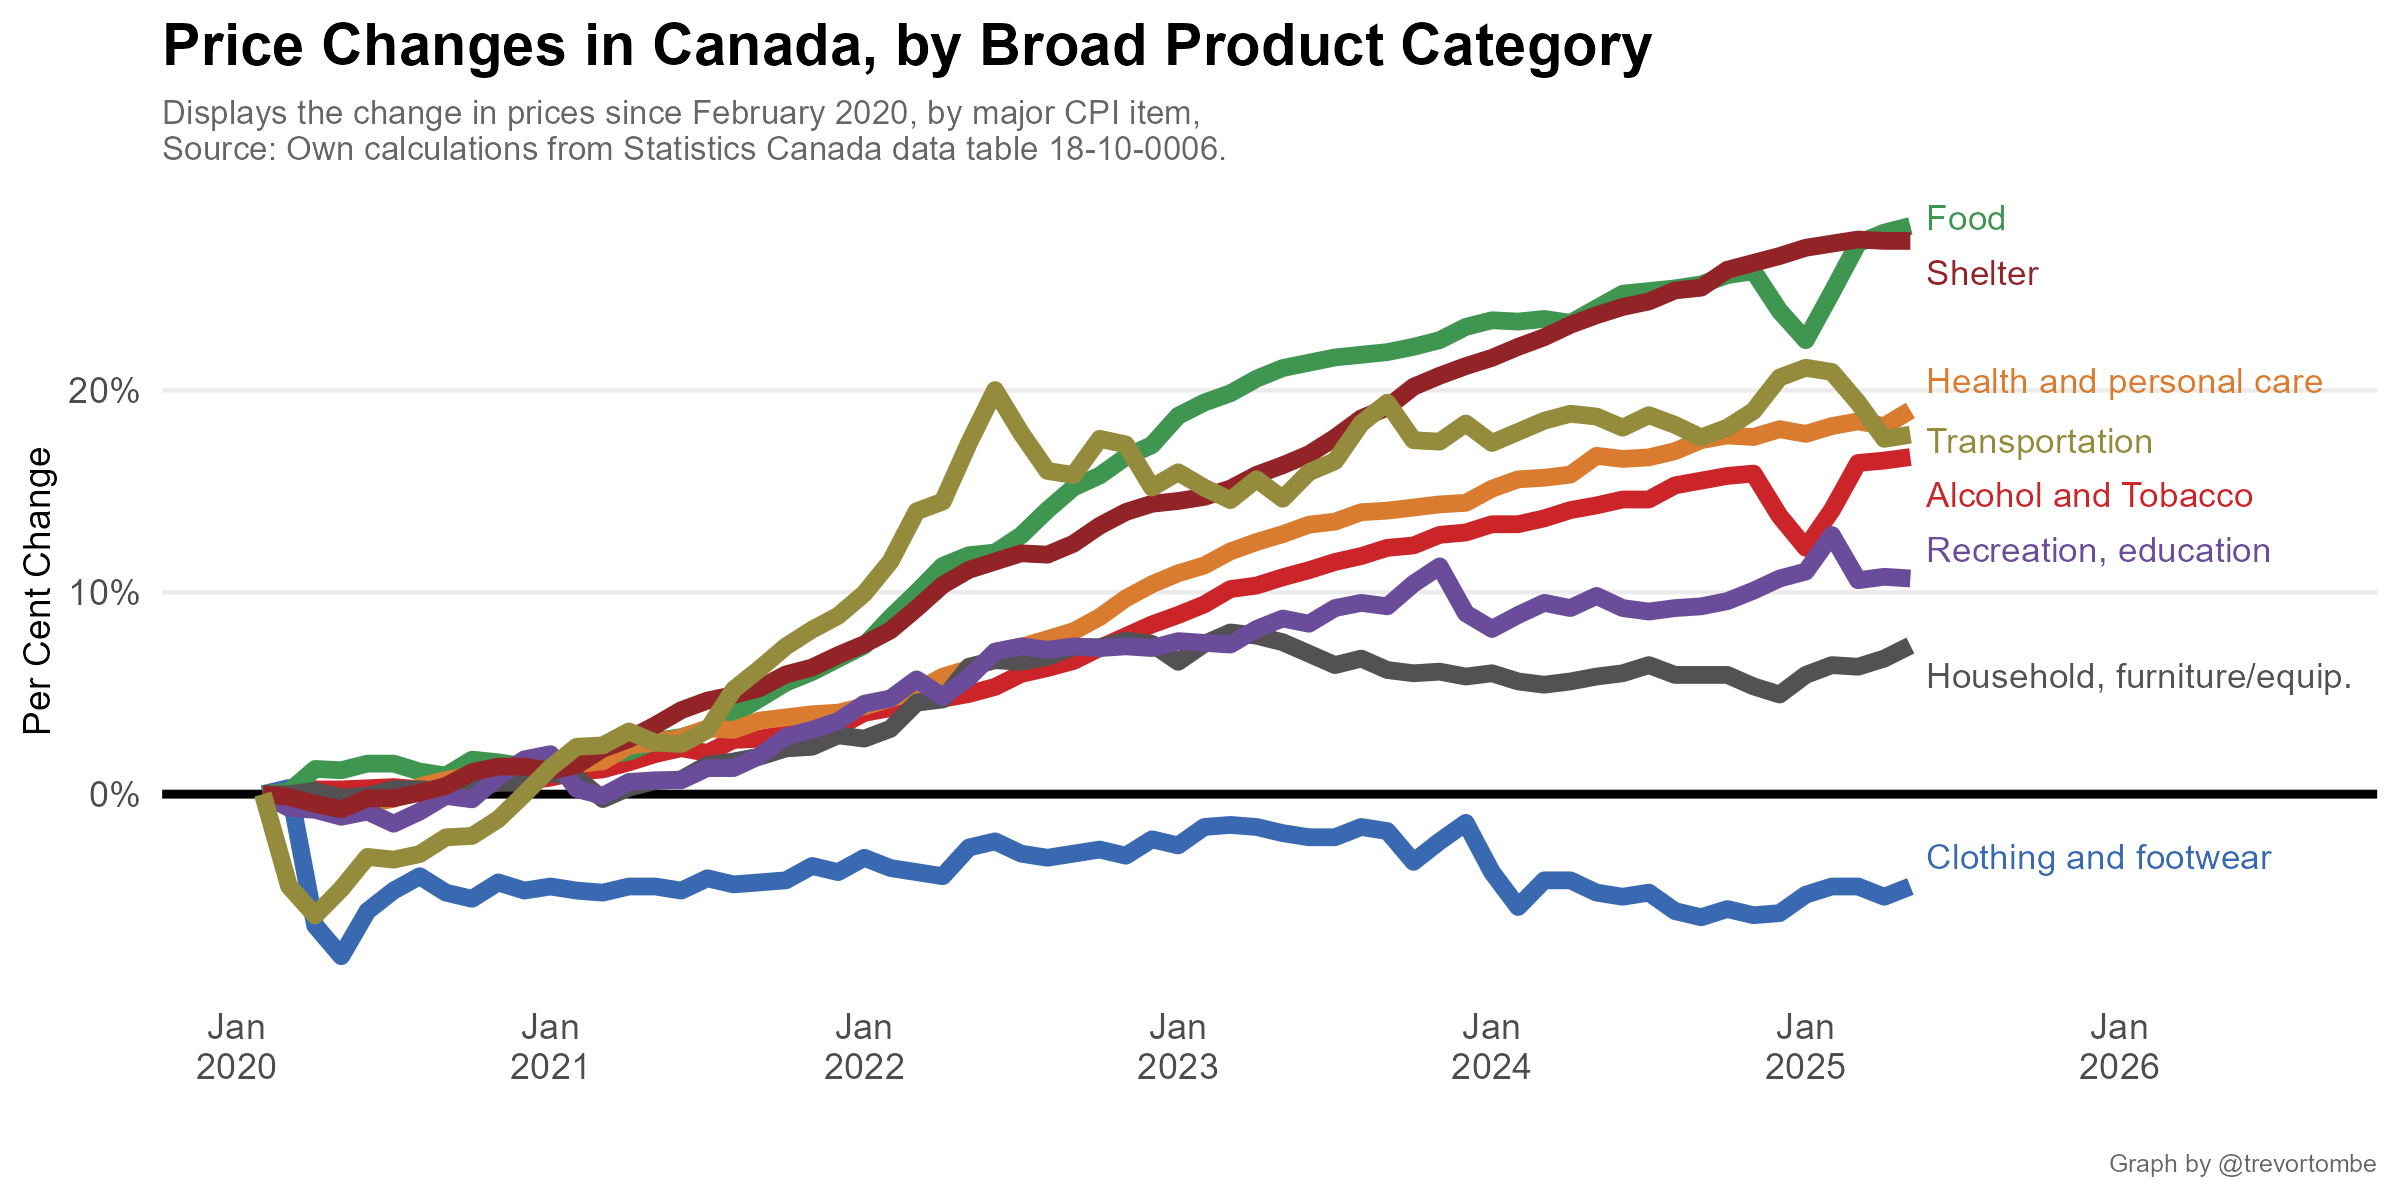 Price Changes in Canada, by Broad Product Category
Displays the change in prices since February 2020, by major CPI item,
Source: Own calculations from Statistics Canada data table 18-10-0006.
Per Cent Change
20%
10%
0%
Food
Shelter
Health and personal care
Transportation
Alcohol and Tobacco
Recreation, education
Household, furniture/equip.
Clothing and footwear
Jan
2020
Jan
2021
Jan
2022
Jan
2023
Jan
2024
Jan
2025
Jan
2026
Graph by @trevortombe